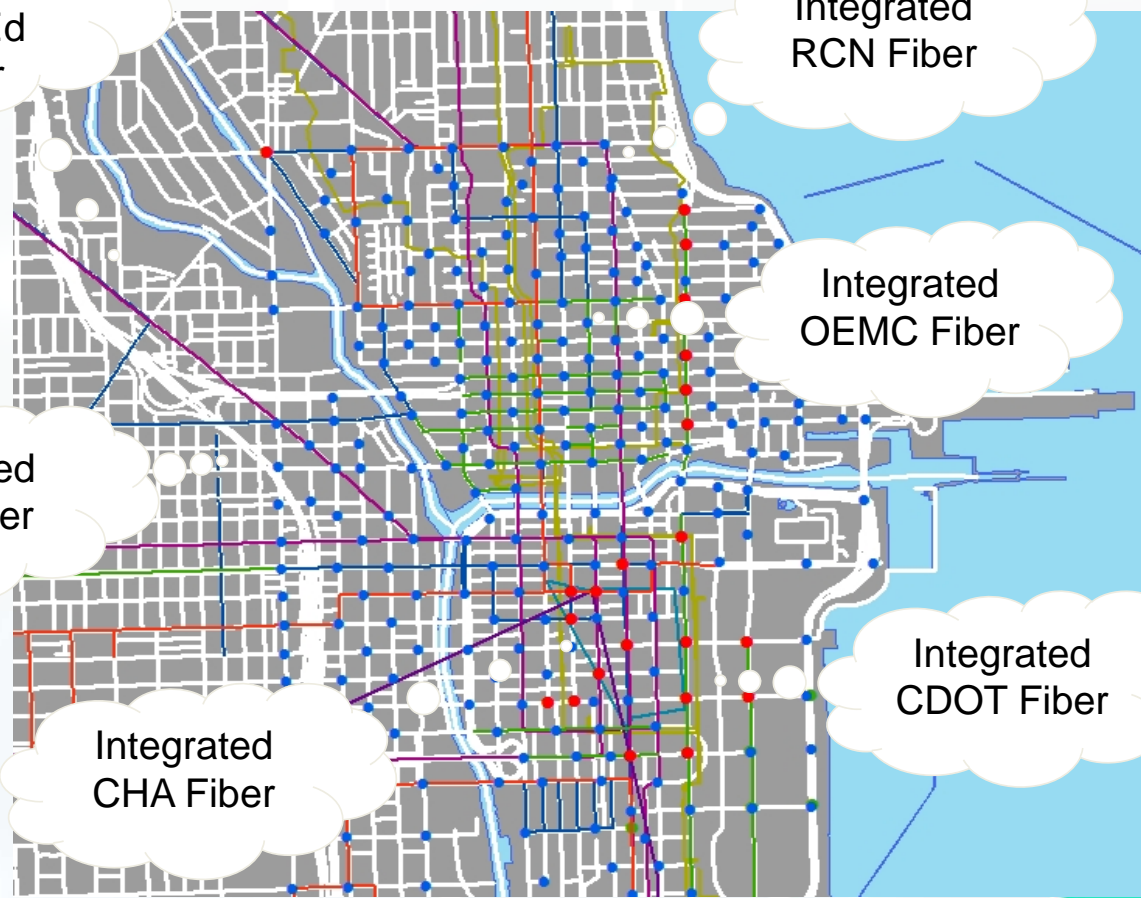 Integrated
RCN Fiber
Integrated
OEMC Fiber
Integrated
CDOT Fiber
Integrated
CHA Fiber